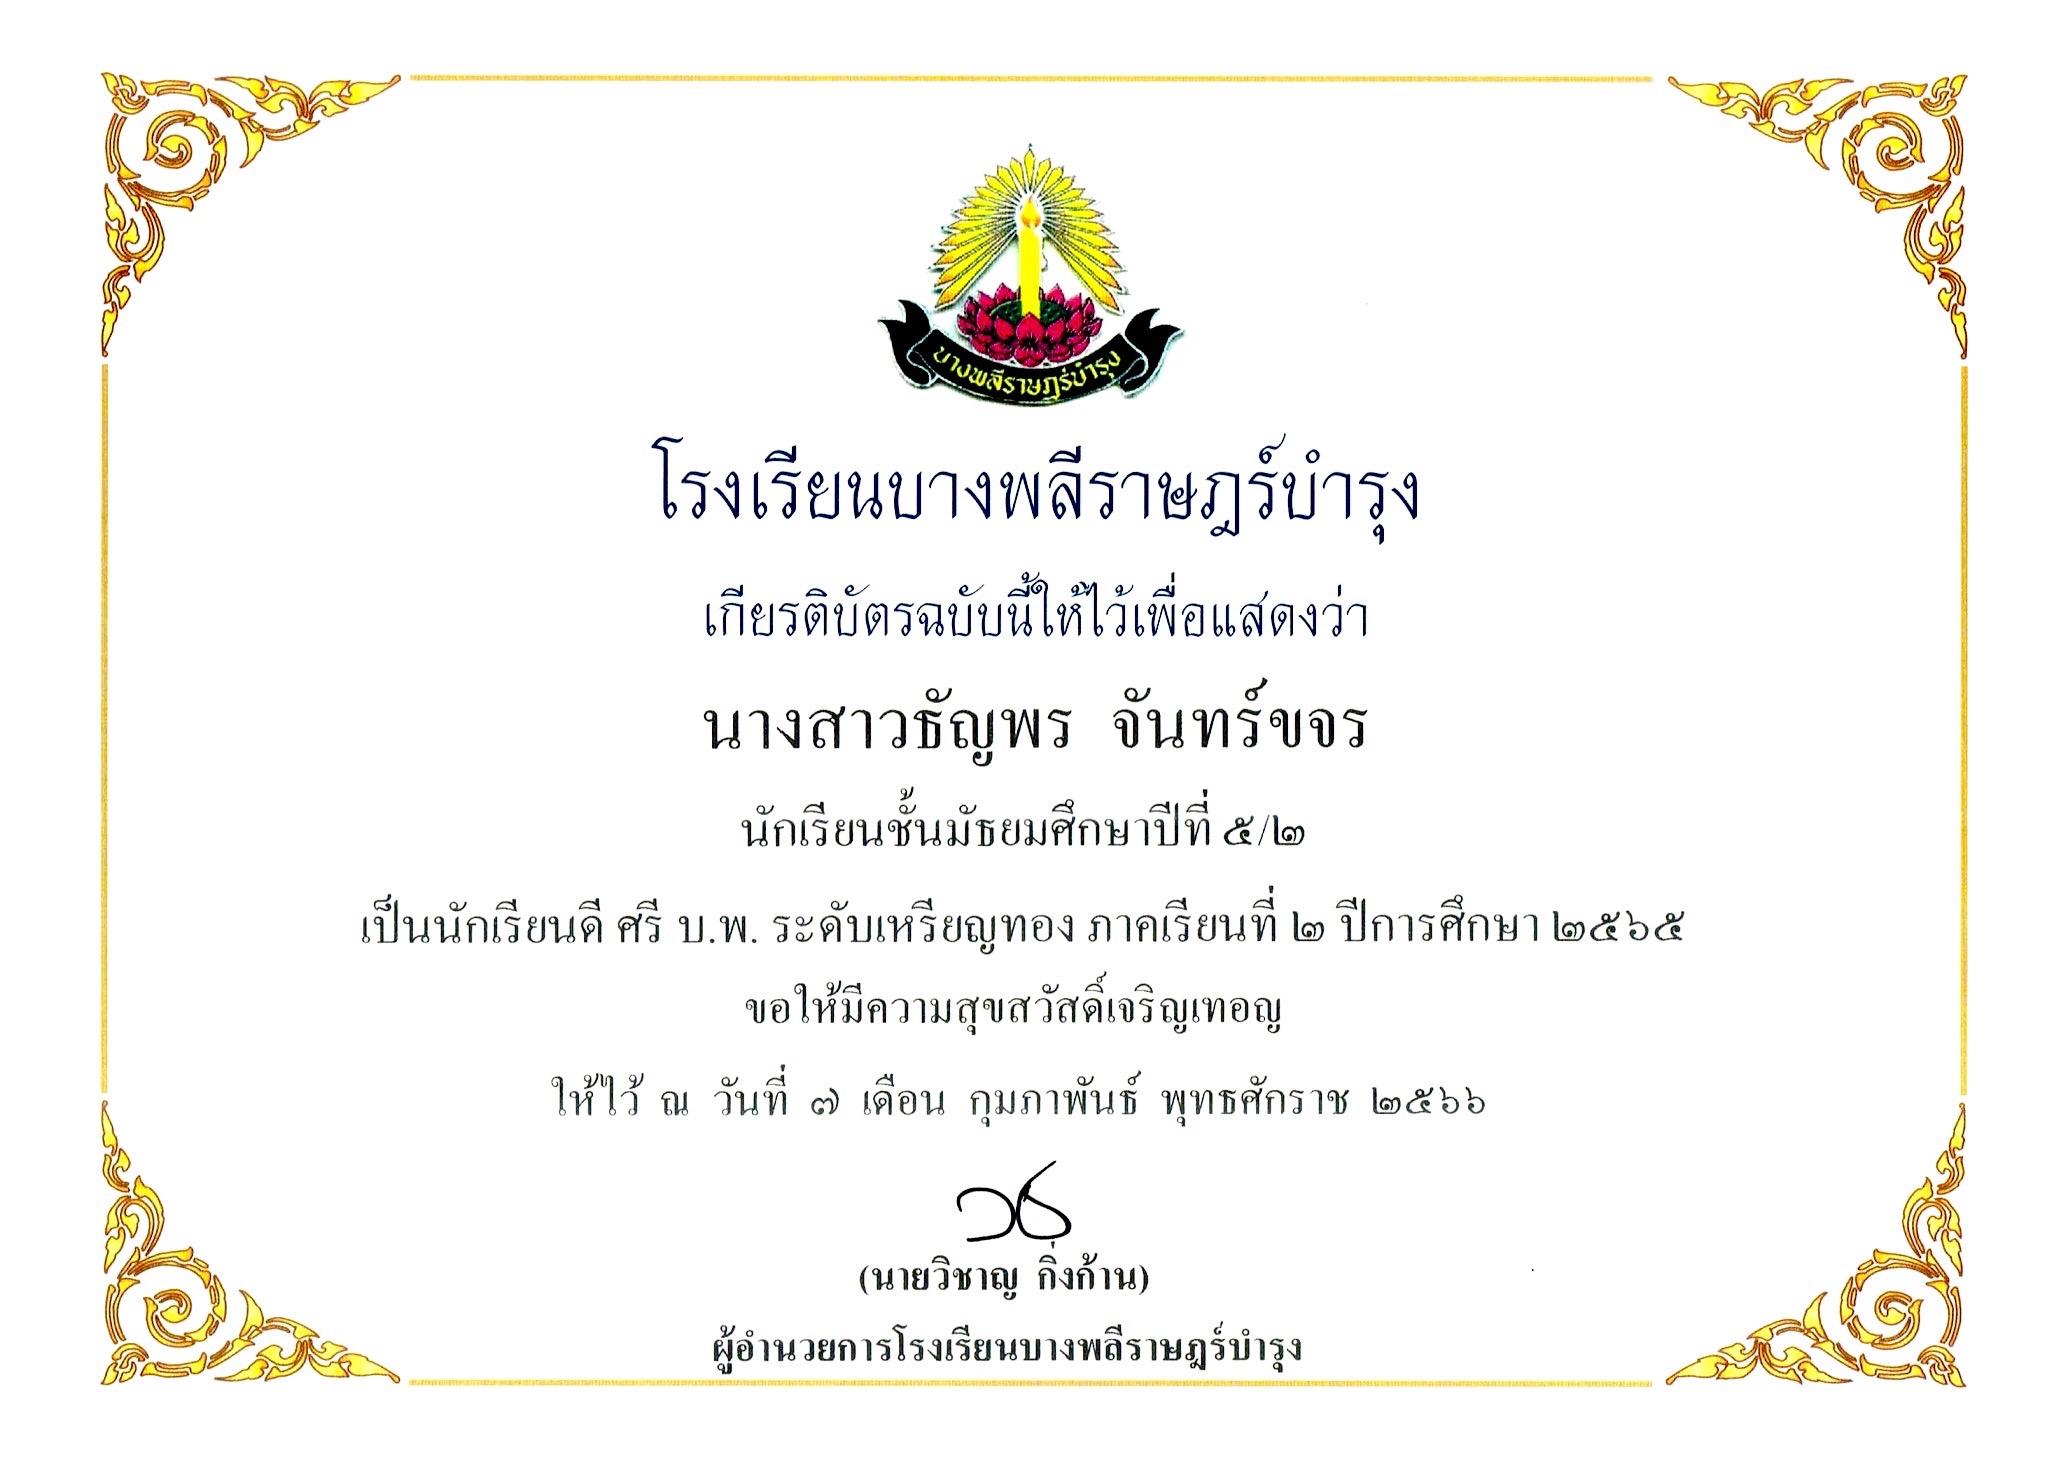 บางพลีราษฎร์บำรุง
โรงเรียนบางพลีราษฎร์บำรุง
เกียรติบัตรฉบับนี้ให้ไว้เพื่อแสดงว่า
นางสาวธัญพร จันทร์ขจร
นักเรียนชั้นมัธยมศึกษาปีที่ ๕/๒
เป็นนักเรียนดี ศรี บ.พ. ระดับเหรียญทอง ภาคเรียนที่ ๒ ปีการศึกษา ๒๕๖๕
ขอให้มีความสุขสวัสดิ์เจริญเทอญ
ให้ไว้ ณ วันที่ ๗ เดือน กุมภาพันธ์ พุทธศักราช ๒๕๖๖
(นายวิชาญ กิ่งก้าน)
ผู้อำนวยการโรงเรียนบางพลีราษฎร์บำรุง